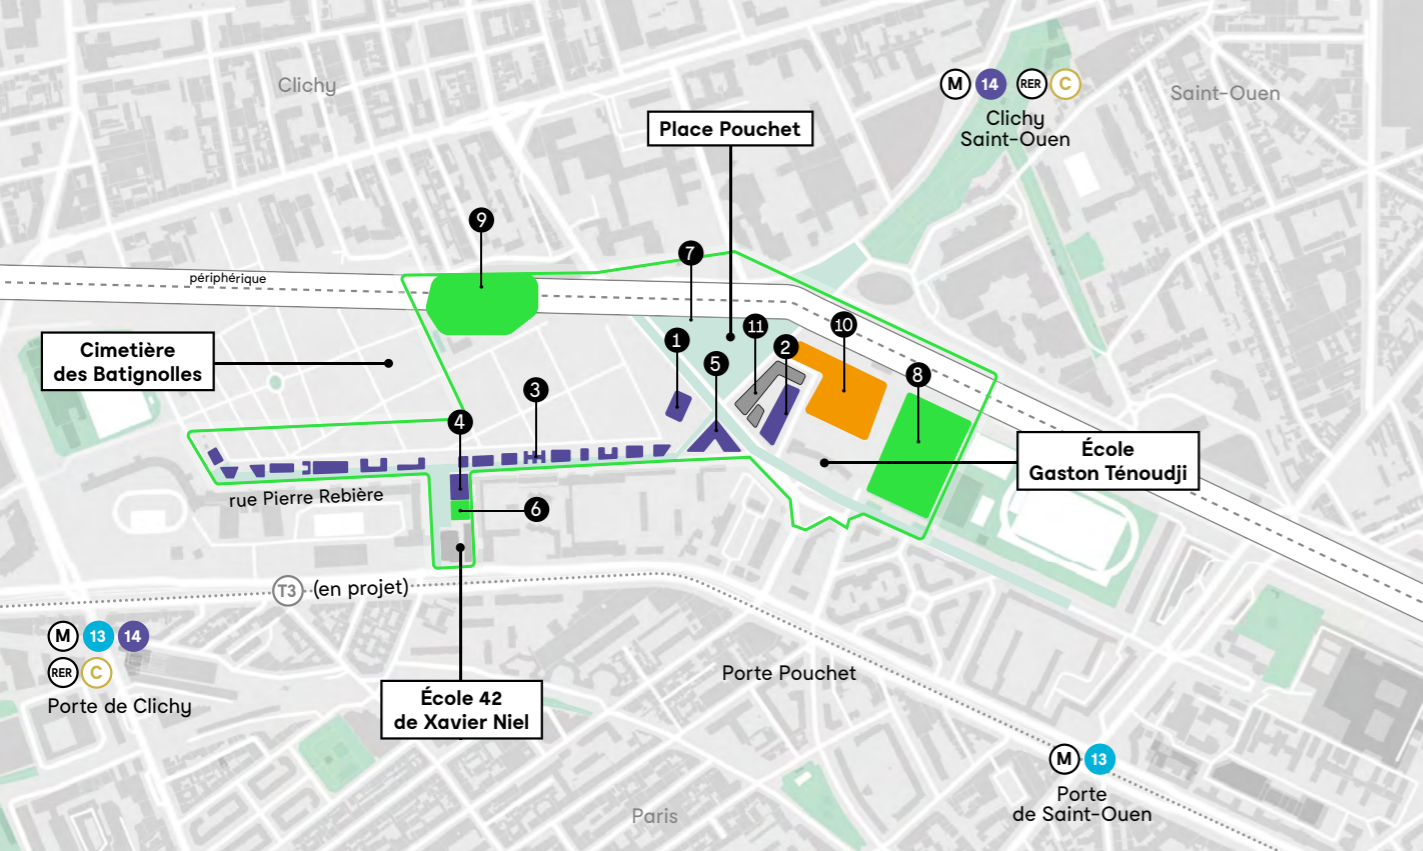 Clichy
M 14 RER C
Clichy
Saint-Ouen
Saint-Ouen
Place Pouchet
9
7
périphérique
11
10
1
2
5
8
Cimetière
des Batignolles
3
4
École
Gaston Ténoudji
rue Pierre Rebière
6
T3 (en projet)
M 13 14
RER C
Porte de Clichy
École 42
de Xavier Niel
Porte Pouchet
M 13
Porte
de Saint-Ouen
Paris